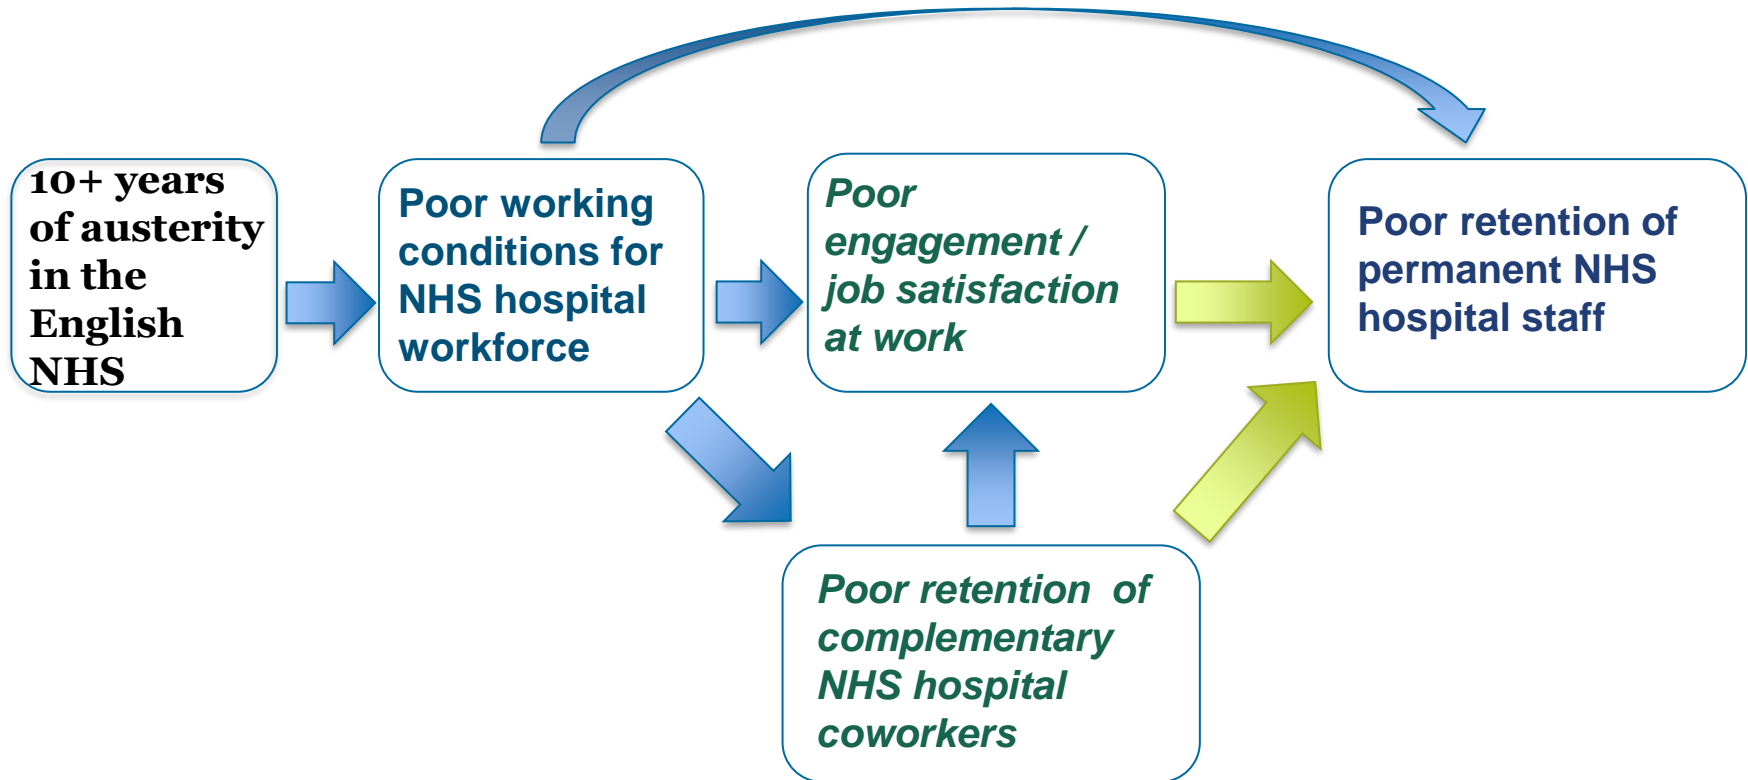 10+ years
of austerity
in the
English
NHS
Poor working
conditions for
NHS hospital
workforce
Poor
engagement /
job satisfaction
at work
Poor retention of
permanent NHS
hospital staff
Poor retention  of
complementary
NHS hospital
coworkers